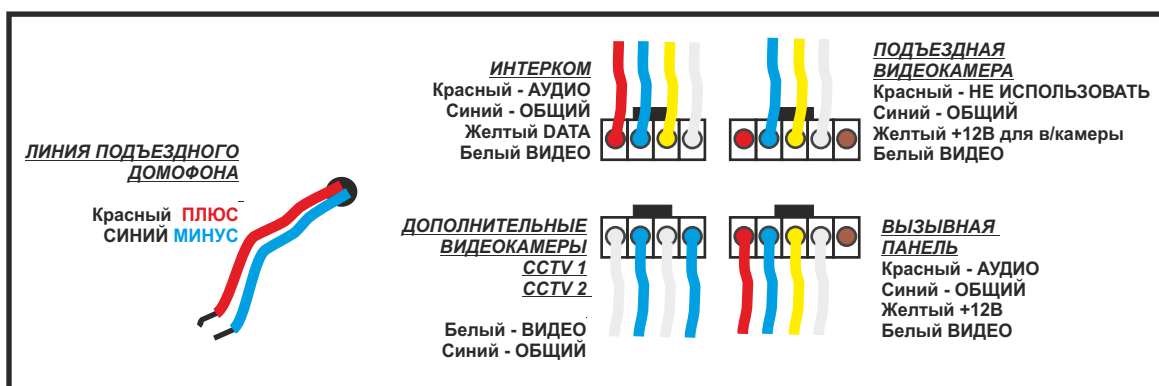 ЛИНИЯ ПОДЪЕЗДНОГО
ДОМОФОНА
Красный ПЛЮС
СИНИЙ МИНУС
ИНТЕРКОМ
Красный - АУДИО
Синий - ОБЩИЙ
Желтый DATA
Белый ВИДЕО
ПОДЪЕЗДНАЯ
ВИДЕОКАМЕРА
Красный - НЕ ИСПОЛЬЗОВАТЬ
Синий - ОБЩИЙ
Желтый +12В для в/камеры
Белый ВИДЕО
ДОПОЛНИТЕЛЬНЫЕ
ВИДЕОКАМЕРЫ
CCTV 1
CCTV 2
Белый - ВИДЕО
Синий - ОБЩИЙ
ВЫЗЫВНАЯ
ПАНЕЛЬ
Красный - АУДИО
Синий - ОБЩИЙ
Желтый +12В
Белый ВИДЕО